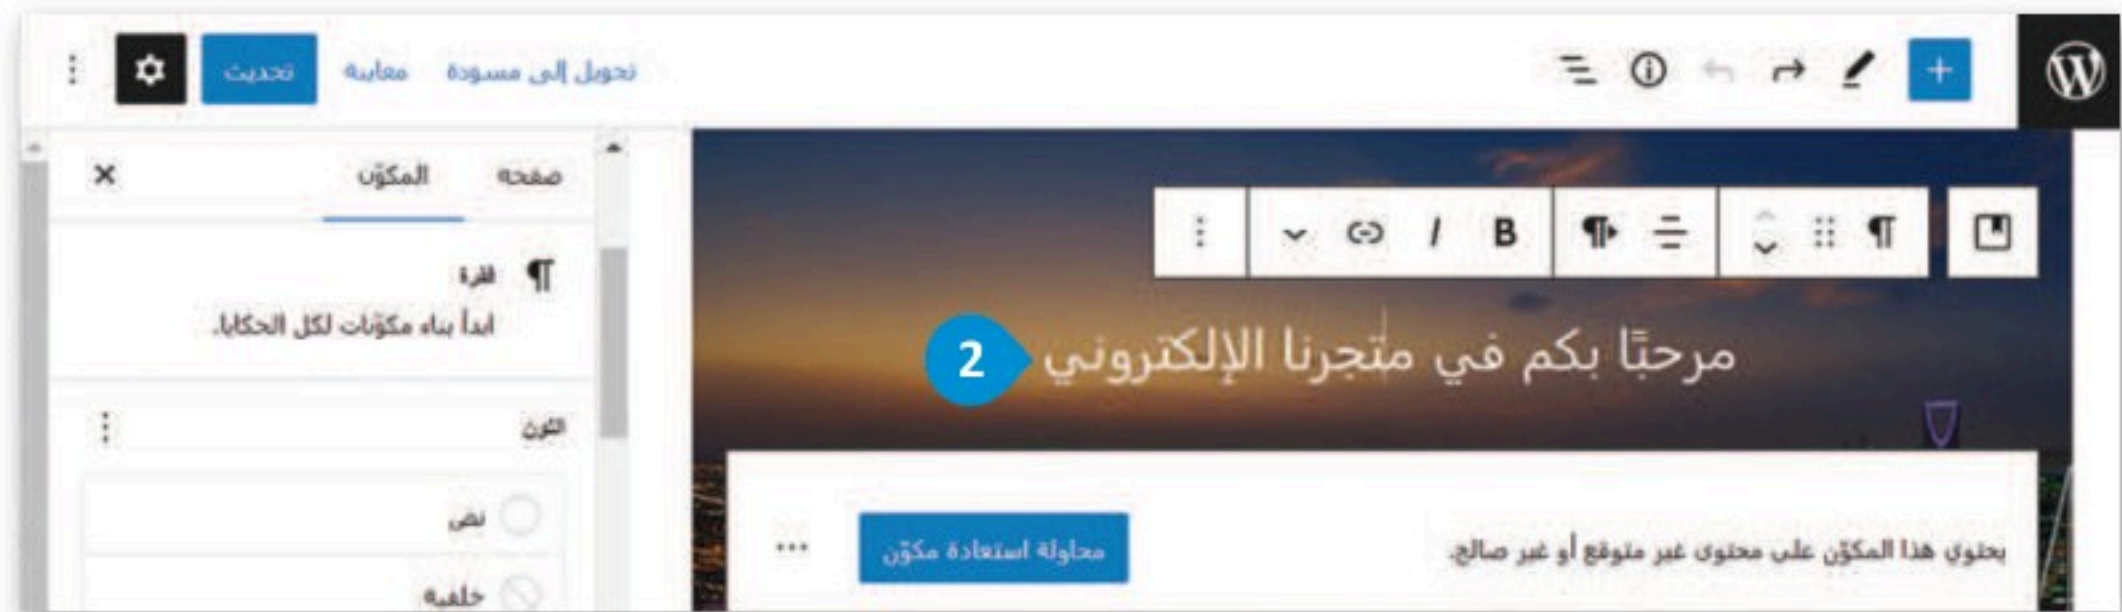 تحويل إلى مسودة
معاينة
تحديث
صفحة
المكوّن
فقرة
ابدأ بناء مكوّنات لكل الحكايا.
اللون
نص
خلفية
B I
مرحبًا بكم في متجرنا الإلكتروني
2
يحتوي هذا المكوّن على محتوى غير متوقع أو غير صالح.
محاولة استعادة مكوّن